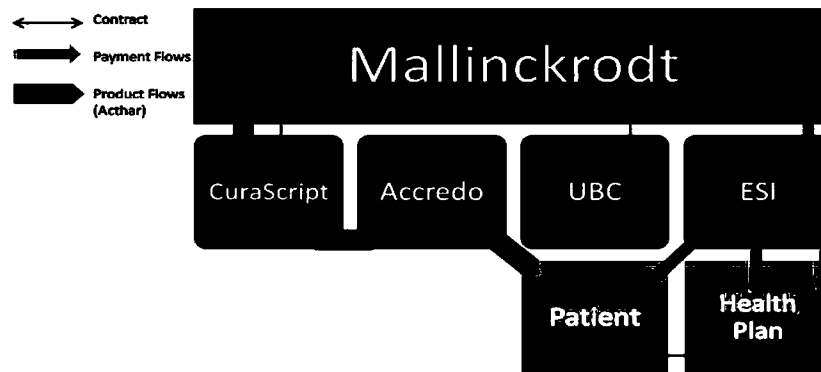 Contract
Payment Flows
Product Flows
(Acthar)
Mallinckrodt
CuraScript
Accredo
UBC
ESI
Patient
Health
Plan